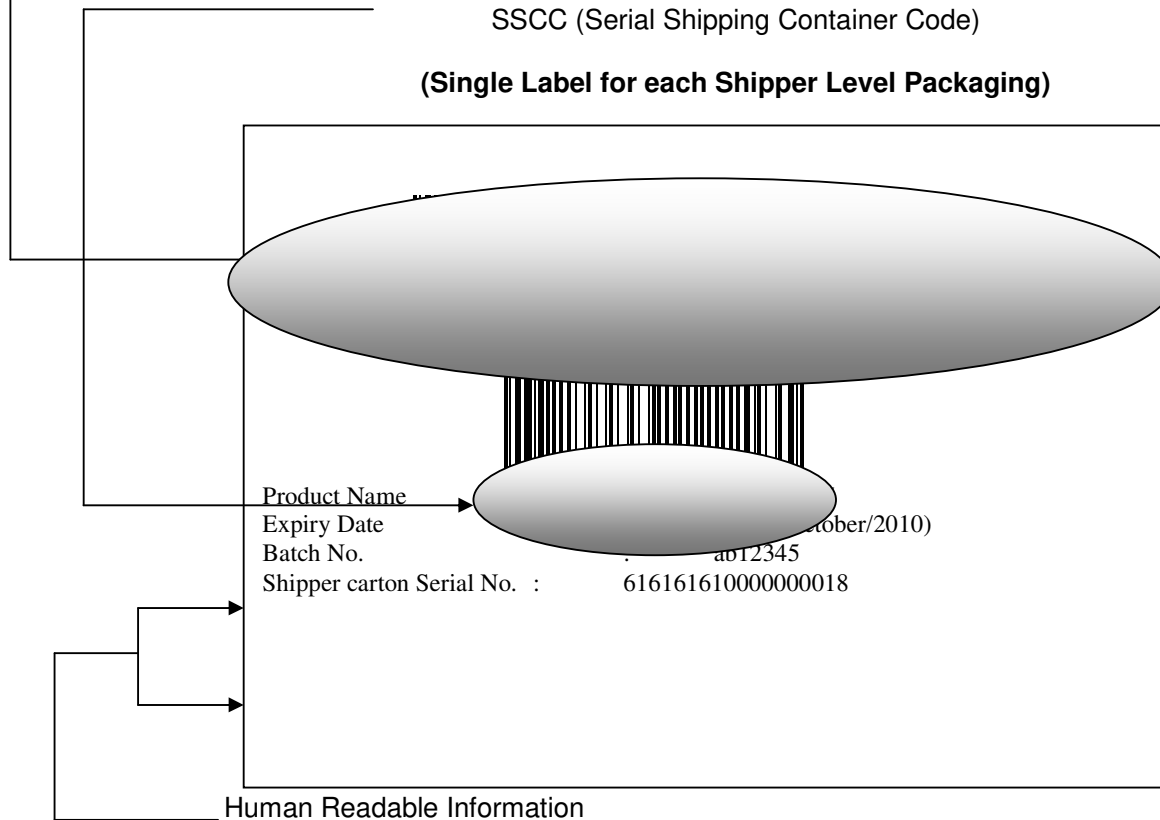 SSCC (Serial Shipping Container Code)
(Single Label for each Shipper Level Packaging)
Product Name
Expiry Date /2010)
Batch No. : ab12345
Shipper carton Serial No. : 616161610000000018
Human Readable Information